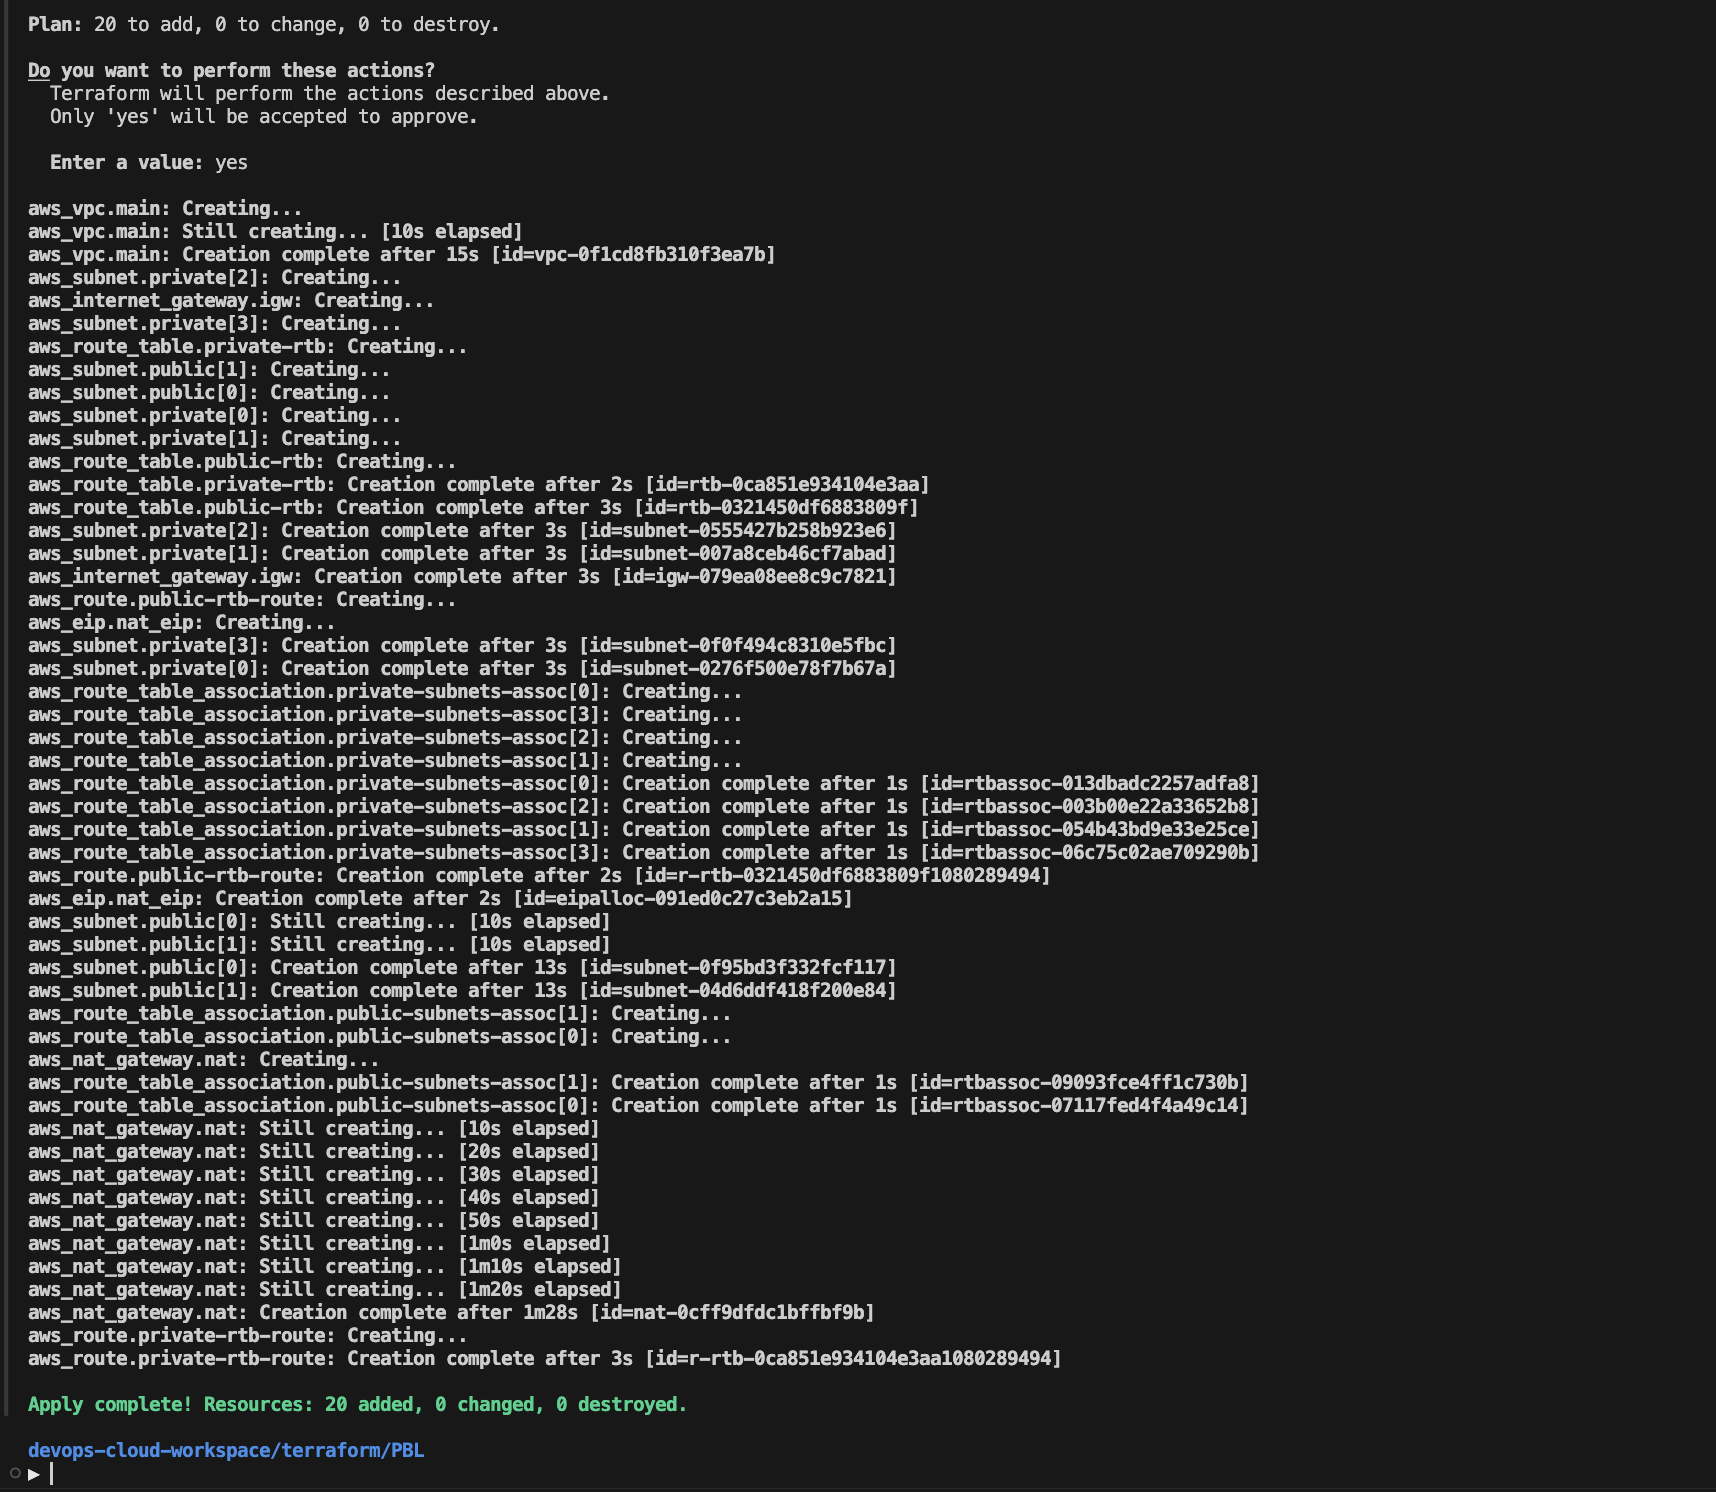 Plan: 20 to add, 0 to change, 0 to destroy.
Do you want to perform these actions?
Terraform will perform the actions described above.
Only 'yes' will be accepted to approve.
Enter a value: yes
aws_vpc.main: Creating...
aws_vpc.main: Still creating... [10s elapsed]
aws_vpc.main: Creation complete after 15s [id=vpc-0f1cd8fb310f3ea7b]
aws_subnet.private[2]: Creating...
aws_internet_gateway.igw: Creating...
aws_subnet.private[3]: Creating...
aws_route_table.private-rtb: Creating...
aws_subnet.public[1]: Creating...
aws_subnet.public[0]: Creating...
aws_subnet.private[0]: Creating...
aws_subnet.private[1]: Creating...
aws_route_table.public-rtb: Creating...
aws_route_table.private-rtb: Creation complete after 2s [id=rtb-0ca851e934104e3aa]
aws_route_table.public-rtb: Creation complete after 3s [id=rtb-0321450df6883809f]
aws_subnet.private[2]: Creation complete after 3s [id=subnet-0555427b258b923e6]
aws_subnet.private[1]: Creation complete after 3s [id=subnet-007a8ceb46cf7abad]
aws_internet_gateway.igw: Creation complete after 3s [id=igw-079ea08ee8c9c7821]
aws_route.public-rtb-route: Creating...
aws_eip.nat_eip: Creating...
aws_subnet.private[3]: Creation complete after 3s [id=subnet-0f0f494c8310e5fbc]
aws_subnet.private[0]: Creation complete after 3s [id=subnet-0276f500e78f7b67a]
aws_route_table_association.private-subnets-assoc[0]: Creating...
aws_route_table_association.private-subnets-assoc[3]: Creating...
aws_route_table_association.private-subnets-assoc[2]: Creating...
aws_route_table_association.private-subnets-assoc[1]: Creating...
aws_route_table_association.private-subnets-assoc[0]: Creation complete after 1s [id=rtbassoc-013dbadc2257adfa8]
aws_route_table_association.private-subnets-assoc[2]: Creation complete after 1s [id=rtbassoc-003b00e22a33652b8]
aws_route_table_association.private-subnets-assoc[1]: Creation complete after 1s [id=rtbassoc-054b43bd9e33e25ce]
aws_route_table_association.private-subnets-assoc[3]: Creation complete after 1s [id=rtbassoc-06c75c02ae709290b]
aws_route.public-rtb-route: Creation complete after 2s [id=r-rtb-0321450df6883809f1080289494]
aws_eip.nat_eip: Creation complete after 2s [id=eipalloc-091ed0c27c3eb2a15]
aws_subnet.public[0]: Still creating... [10s elapsed]
aws_subnet.public[1]: Still creating... [10s elapsed]
aws_subnet.public[0]: Creation complete after 13s [id=subnet-0f95bd3f332fcf117]
aws_subnet.public[1]: Creation complete after 13s [id=subnet-04d6ddf418f200e84]
aws_route_table_association.public-subnets-assoc[1]: Creating...
aws_route_table_association.public-subnets-assoc[0]: Creating...
aws_nat_gateway.nat: Creating...
aws_route_table_association.public-subnets-assoc[1]: Creation complete after 1s [id=rtbassoc-09093fce4ff1c730b]
aws_route_table_association.public-subnets-assoc[0]: Creation complete after 1s [id=rtbassoc-07117fed4f4a49c14]
aws_nat_gateway.nat: Still creating... [10s elapsed]
aws_nat_gateway.nat: Still creating... [20s elapsed]
aws_nat_gateway.nat: Still creating... [30s elapsed]
aws_nat_gateway.nat: Still creating... [40s elapsed]
aws_nat_gateway.nat: Still creating... [50s elapsed]
aws_nat_gateway.nat: Still creating... [1m0s elapsed]
aws_nat_gateway.nat: Still creating... [1m10s elapsed]
aws_nat_gateway.nat: Still creating... [1m20s elapsed]
aws_nat_gateway.nat: Creation complete after 1m28s [id=nat-0cff9dfdc1bffbf9b]
aws_route.private-rtb-route: Creating...
aws_route.private-rtb-route: Creation complete after 3s [id=r-rtb-0ca851e934104e3aa1080289494]
Apply complete! Resources: 20 added, 0 changed, 0 destroyed.
devops-cloud-workspace/terraform/PBL